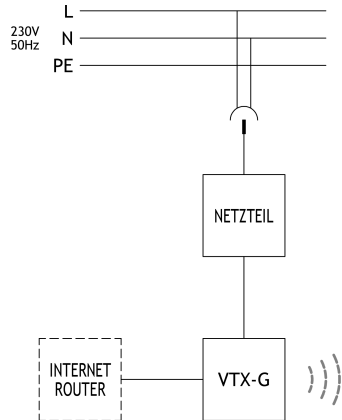 L
230V
50Hz
N
PE
NETZTEIL
INTERNET
ROUTER
VTX-G